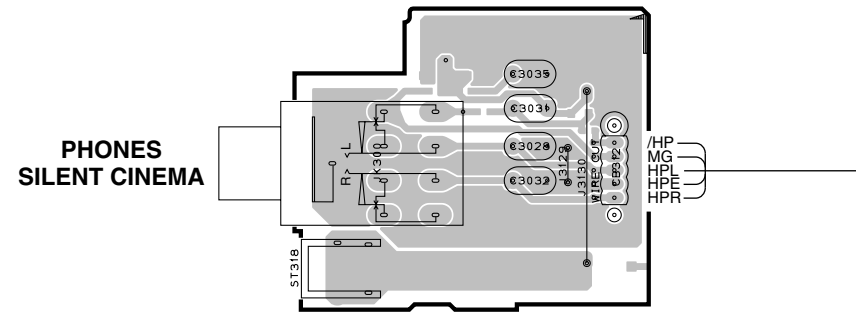 PHONES
SILENT CINEMA
C3035
C3031
C3028
C3032
R L
ST318
J3129
J3130
WIRE CUT
CB312
/HP
MG
HPL
HPE
HPR